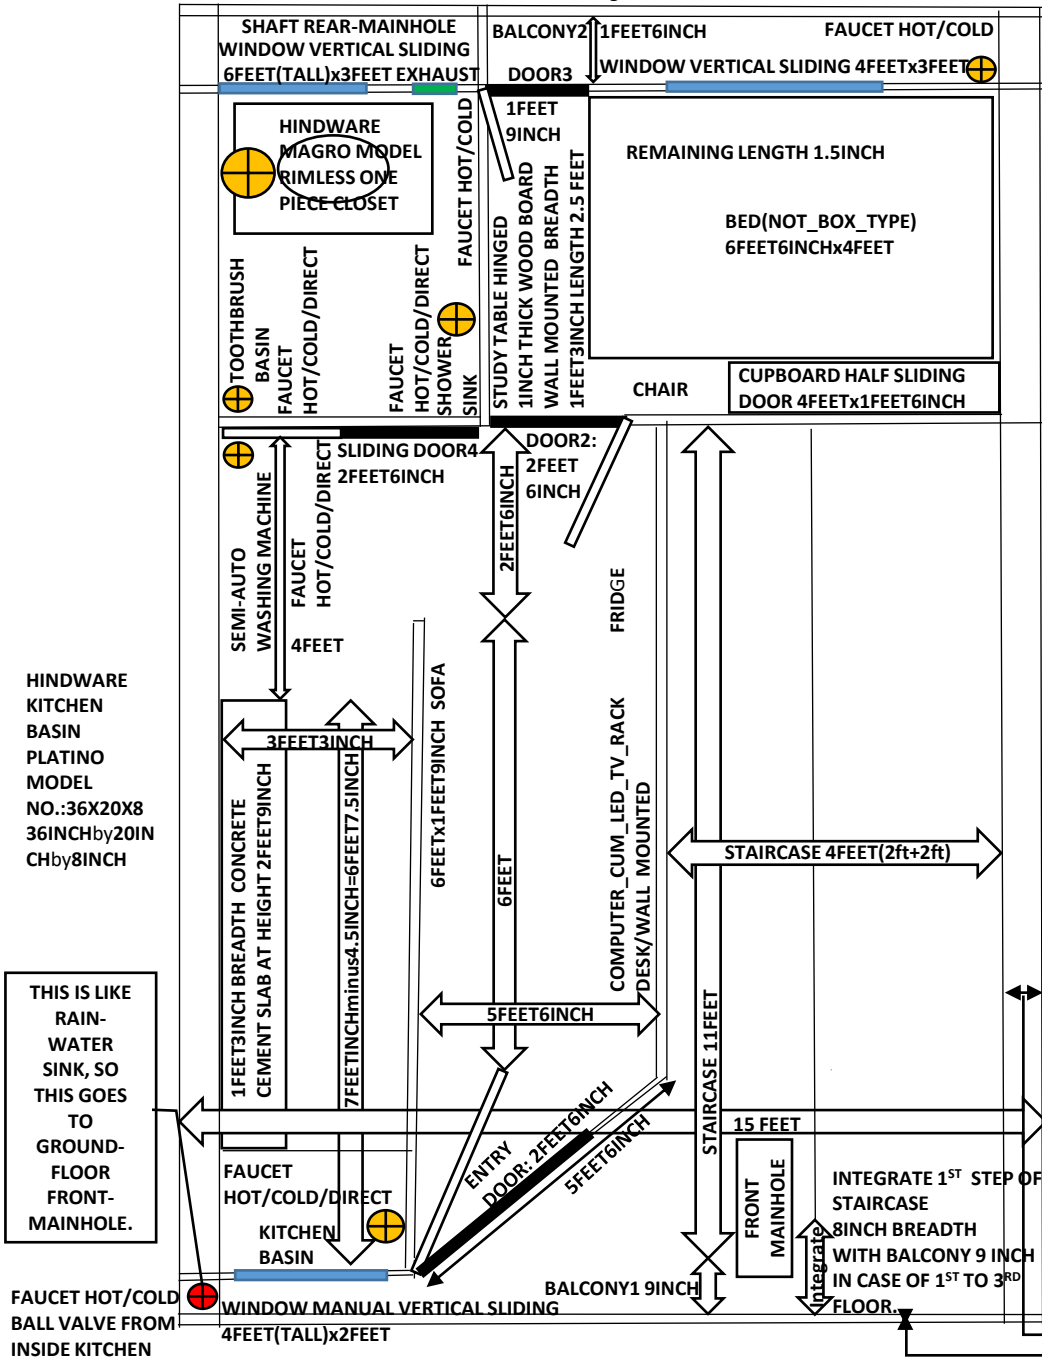 SHAFT REAR-MAINHOLE
WINDOW VERTICAL SLIDING
6FEET(TALL)x3FEET EXHAUST
BALCONY2
1FEET6INCH
FAUCET HOT/COLD
DOOR3
WINDOW VERTICAL SLIDING 4FEETx3FEET
1FEET
9INCH
HINDWARE
MAGRO MODEL
RIMLESS ONE
PIECE CLOSET
FAUCET HOT/COLD
REMAINING LENGTH 1.5INCH
BED(NOT_BOX_TYPE)
6FEET6INCHx4FEET
STUDY TABLE HINGED
1INCH THICK WOOD BOARD
WALL MOUNTED BREADTH
1FEET3INCH LENGTH 2.5 FEET
TOOTHBRUSH
BASIN
FAUCET
HOT/COLD/DIRECT
FAUCET
HOT/COLD/DIRECT
SHOWER
SINK
CHAIR
CUPBOARD HALF SLIDING
DOOR 4FEETx1FEET6INCH
SLIDING DOOR4
2FEET6INCH
DOOR2:
2FEET
6INCH
2FEET6INCH
SEMI-AUTO
WASHING MACHINE
FAUCET
HOT/COLD/DIRECT
4FEET
FRIDGE
HINDWARE
KITCHEN
BASIN
PLATINO
MODEL
NO.:36X20X8
36INCHby20IN
CHby8INCH
3FEET3INCH
1FEET3INCH BREADTH CONCRETE
CEMENT SLAB AT HEIGHT 2FEET9INCH
7FEETINCHminus4.5INCH=6FEET7.5INCH
6FEETx1FEET9INCH SOFA
6FEET
COMPUTER_CUM_LED_TV_RACK
DESK/WALL MOUNTED
STAIRCASE 4FEET(2ft+2ft)
STAIRCASE 11FEET
5FEET6INCH
THIS IS LIKE
RAIN-
WATER
SINK, SO
THIS GOES
TO
GROUND-
FLOOR
FRONT-
MAINHOLE.
15 FEET
ENTRY
DOOR: 2FEET6INCH
5FEET6INCH
FRONT
MAINHOLE
FAUCET
HOT/COLD/DIRECT
KITCHEN
BASIN
INTEGRATE 1ST STEP OF
STAIRCASE
8INCH BREADTH
WITH BALCONY 9 INCH
IN CASE OF 1ST TO 3RD
FLOOR.
Integrate
BALCONY1 9INCH
FAUCET HOT/COLD
BALL VALVE FROM
INSIDE KITCHEN
WINDOW MANUAL VERTICAL SLIDING
4FEET(TALL)x2FEET